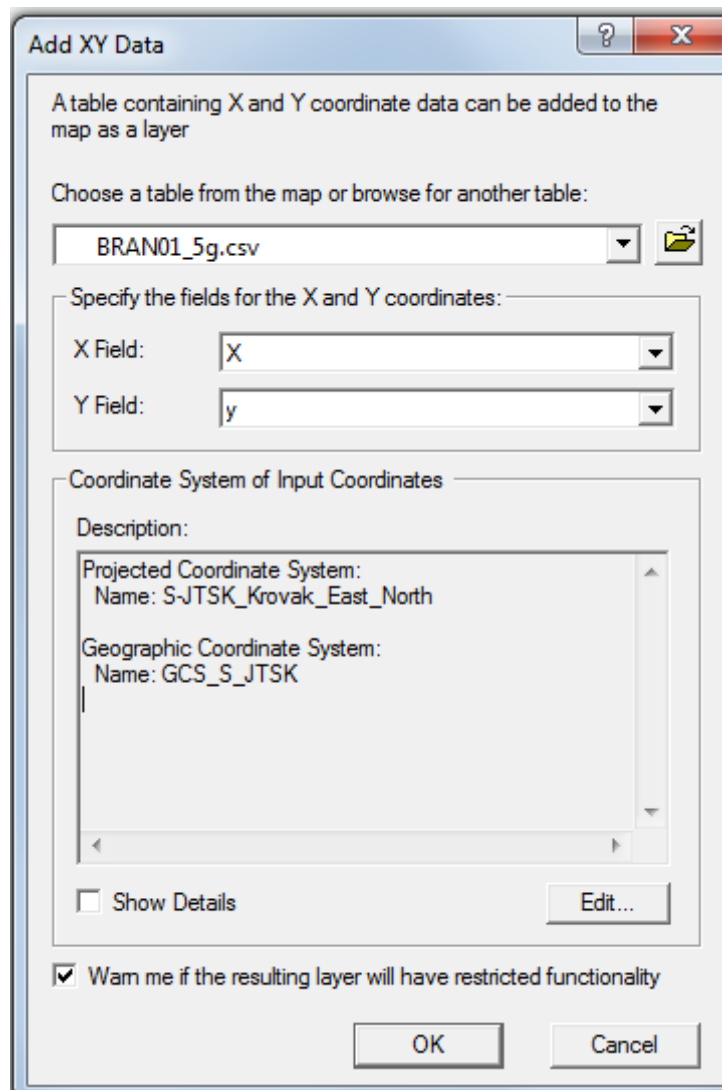 Add XY Data
A table containing X and Y coordinate data can be added to the
map as a layer
Choose a table from the map or browse for another table:
BRAN01_5g.csv
Specify the fields for the X and Y coordinates:
X Field: X
Y Field: y
Coordinate System of Input Coordinates
Description:
Projected Coordinate System:
Name: S-JTSK_Krovak_East_North
Geographic Coordinate System:
Name: GCS_S_JTSK
Show Details Edit...
Warn me if the resulting layer will have restricted functionality
OK Cancel